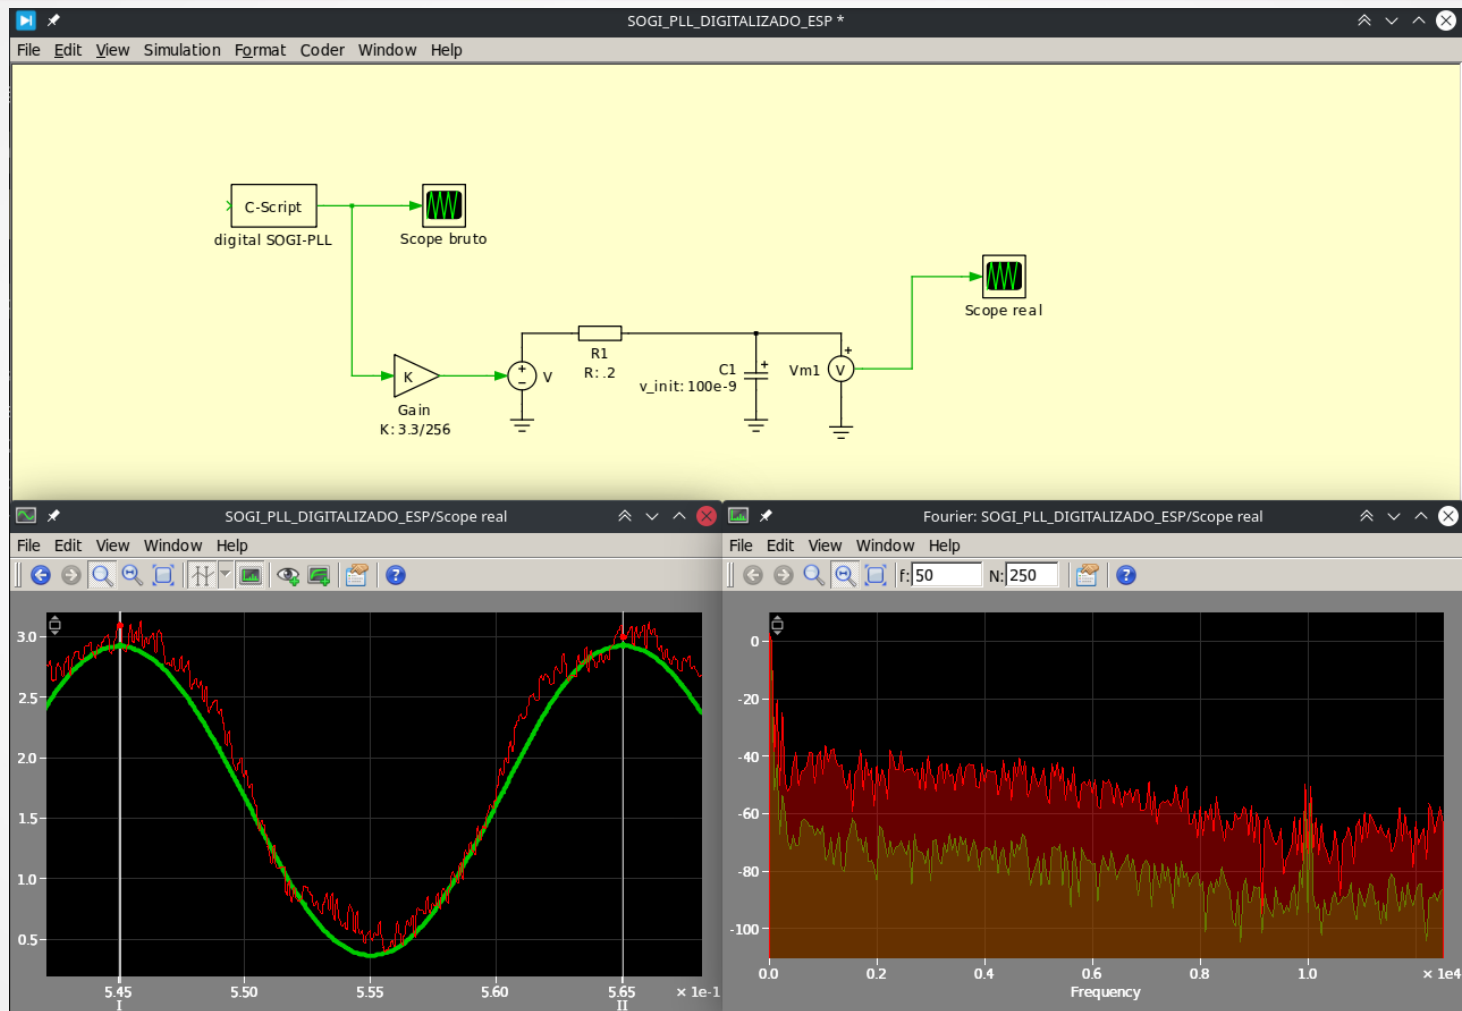 SOGI_PLL_DIGITALIZADO_ESP *
File Edit View Simulation Format Coder Window Help
C-Script
digital SOGI-PLL
Scope bruto
Scope real
R1
R: .2
C1
v_init: 100e-9
Vm1
V
V
K
Gain
K: 3.3/256
SOGI_PLL_DIGITALIZADO_ESP/Scope real
File Edit View Window Help
3.0
2.5
2.0
1.5
1.0
0.5
5.45 5.50 5.55 5.60 5.65 × 1e-1
I II
Fourier: SOGI_PLL_DIGITALIZADO_ESP/Scope real
File Edit View Window Help
f: 50 N: 250
0
-20
-40
-60
-80
-100
0.0 0.2 0.4 0.6 0.8 1.0 × 1e4
Frequency